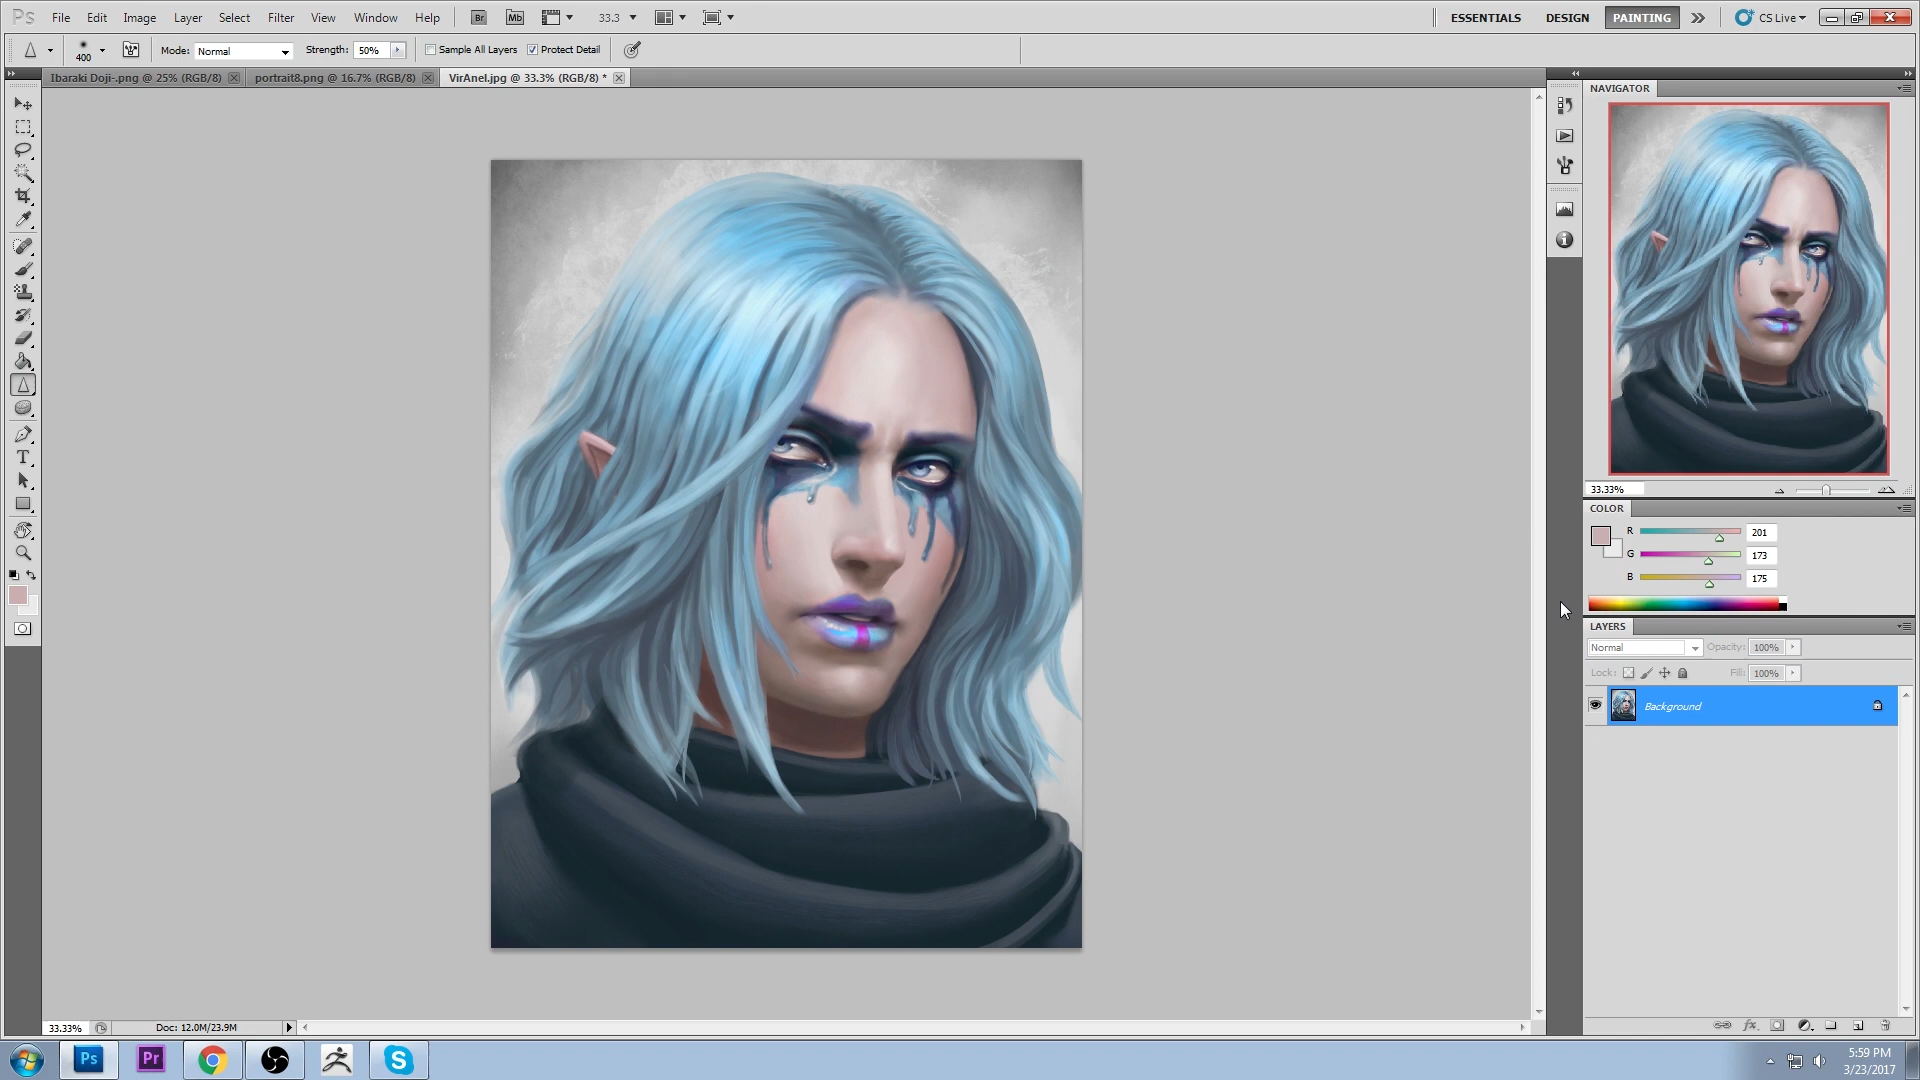 Ps File Edit Image Layer Select Filter View Window Help Br Mb 33.3 ESSENTIALS DESIGN PAINTING CS Live
400 Mode: Normal Strength: 50% Sample All Layers Protect Detail
Ibaraki Doji-.png @ 25% (RGB/8) portrait8.png @ 16.7% (RGB/8) VirAnel.jpg @ 33.3% (RGB/8) *
NAVIGATOR
33.33%
COLOR
R 201
G 173
B 175
LAYERS
Normal Opacity: 100%
Lock: Fill: 100%
Background
T
fx
33.33% Doc: 12.0M/23.9M
Ps Pr S
5:59 PM
3/23/2017